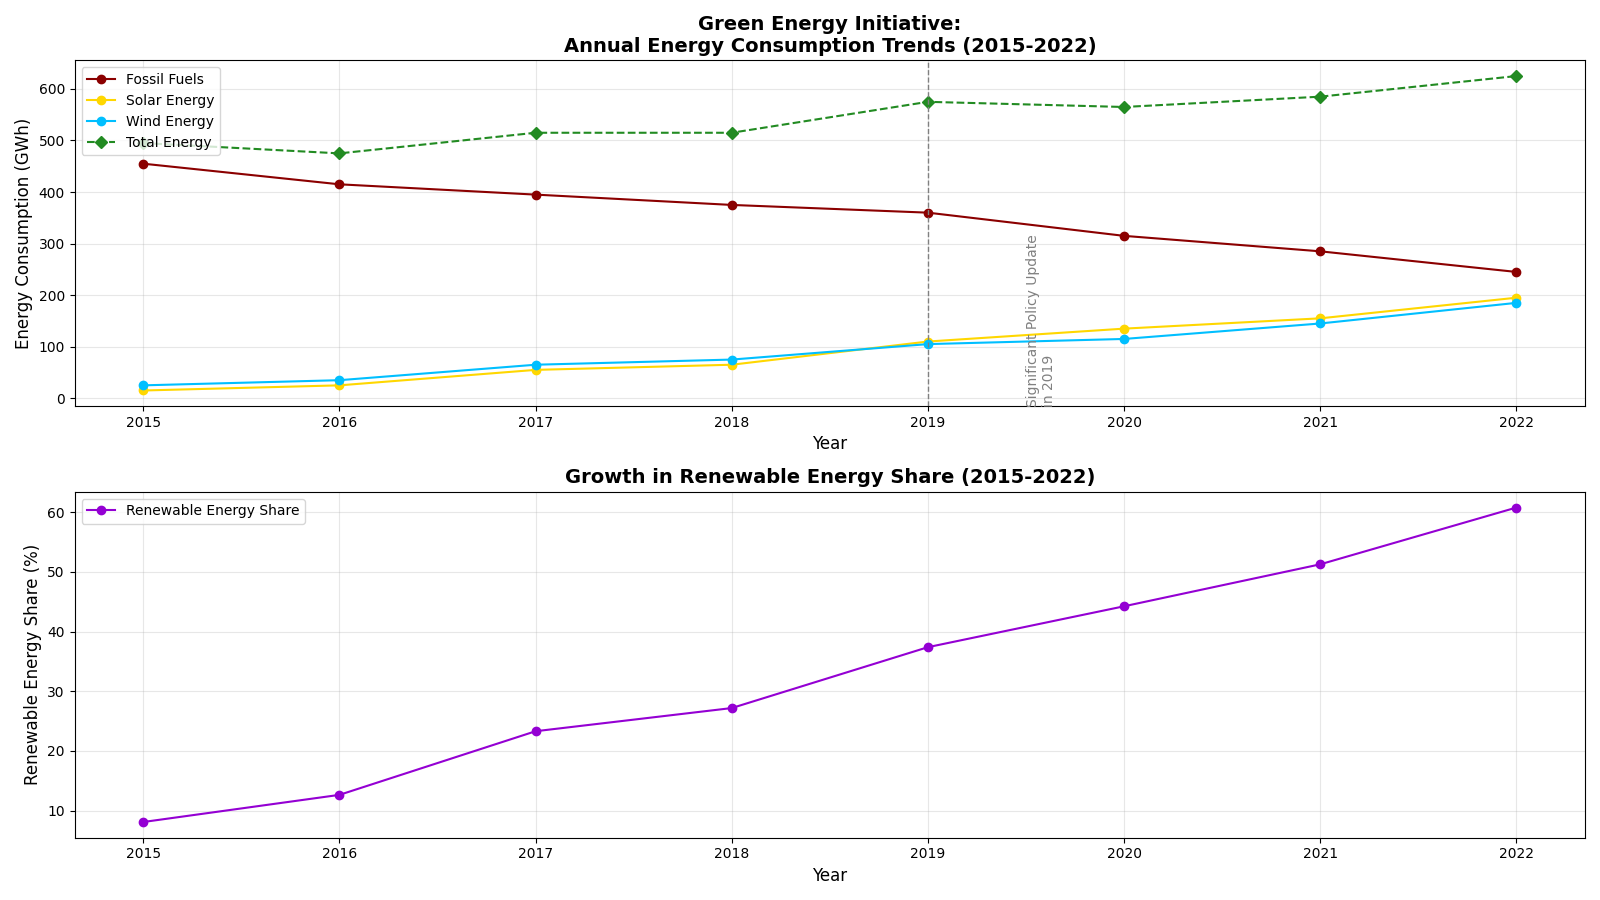 Green Energy Initiative:
Annual Energy Consumption Trends (2015-2022)
Energy Consumption (GWh)
600
500
400
300
200
100
0
Fossil Fuels
Solar Energy
Wind Energy
Total Energy
Significant Policy Update
in 2019
2015 2016 2017 2018 2019 2020 2021 2022
Year
Growth in Renewable Energy Share (2015-2022)
Renewable Energy Share (%)
60
50
40
30
20
10
Renewable Energy Share
2015 2016 2017 2018 2019 2020 2021 2022
Year